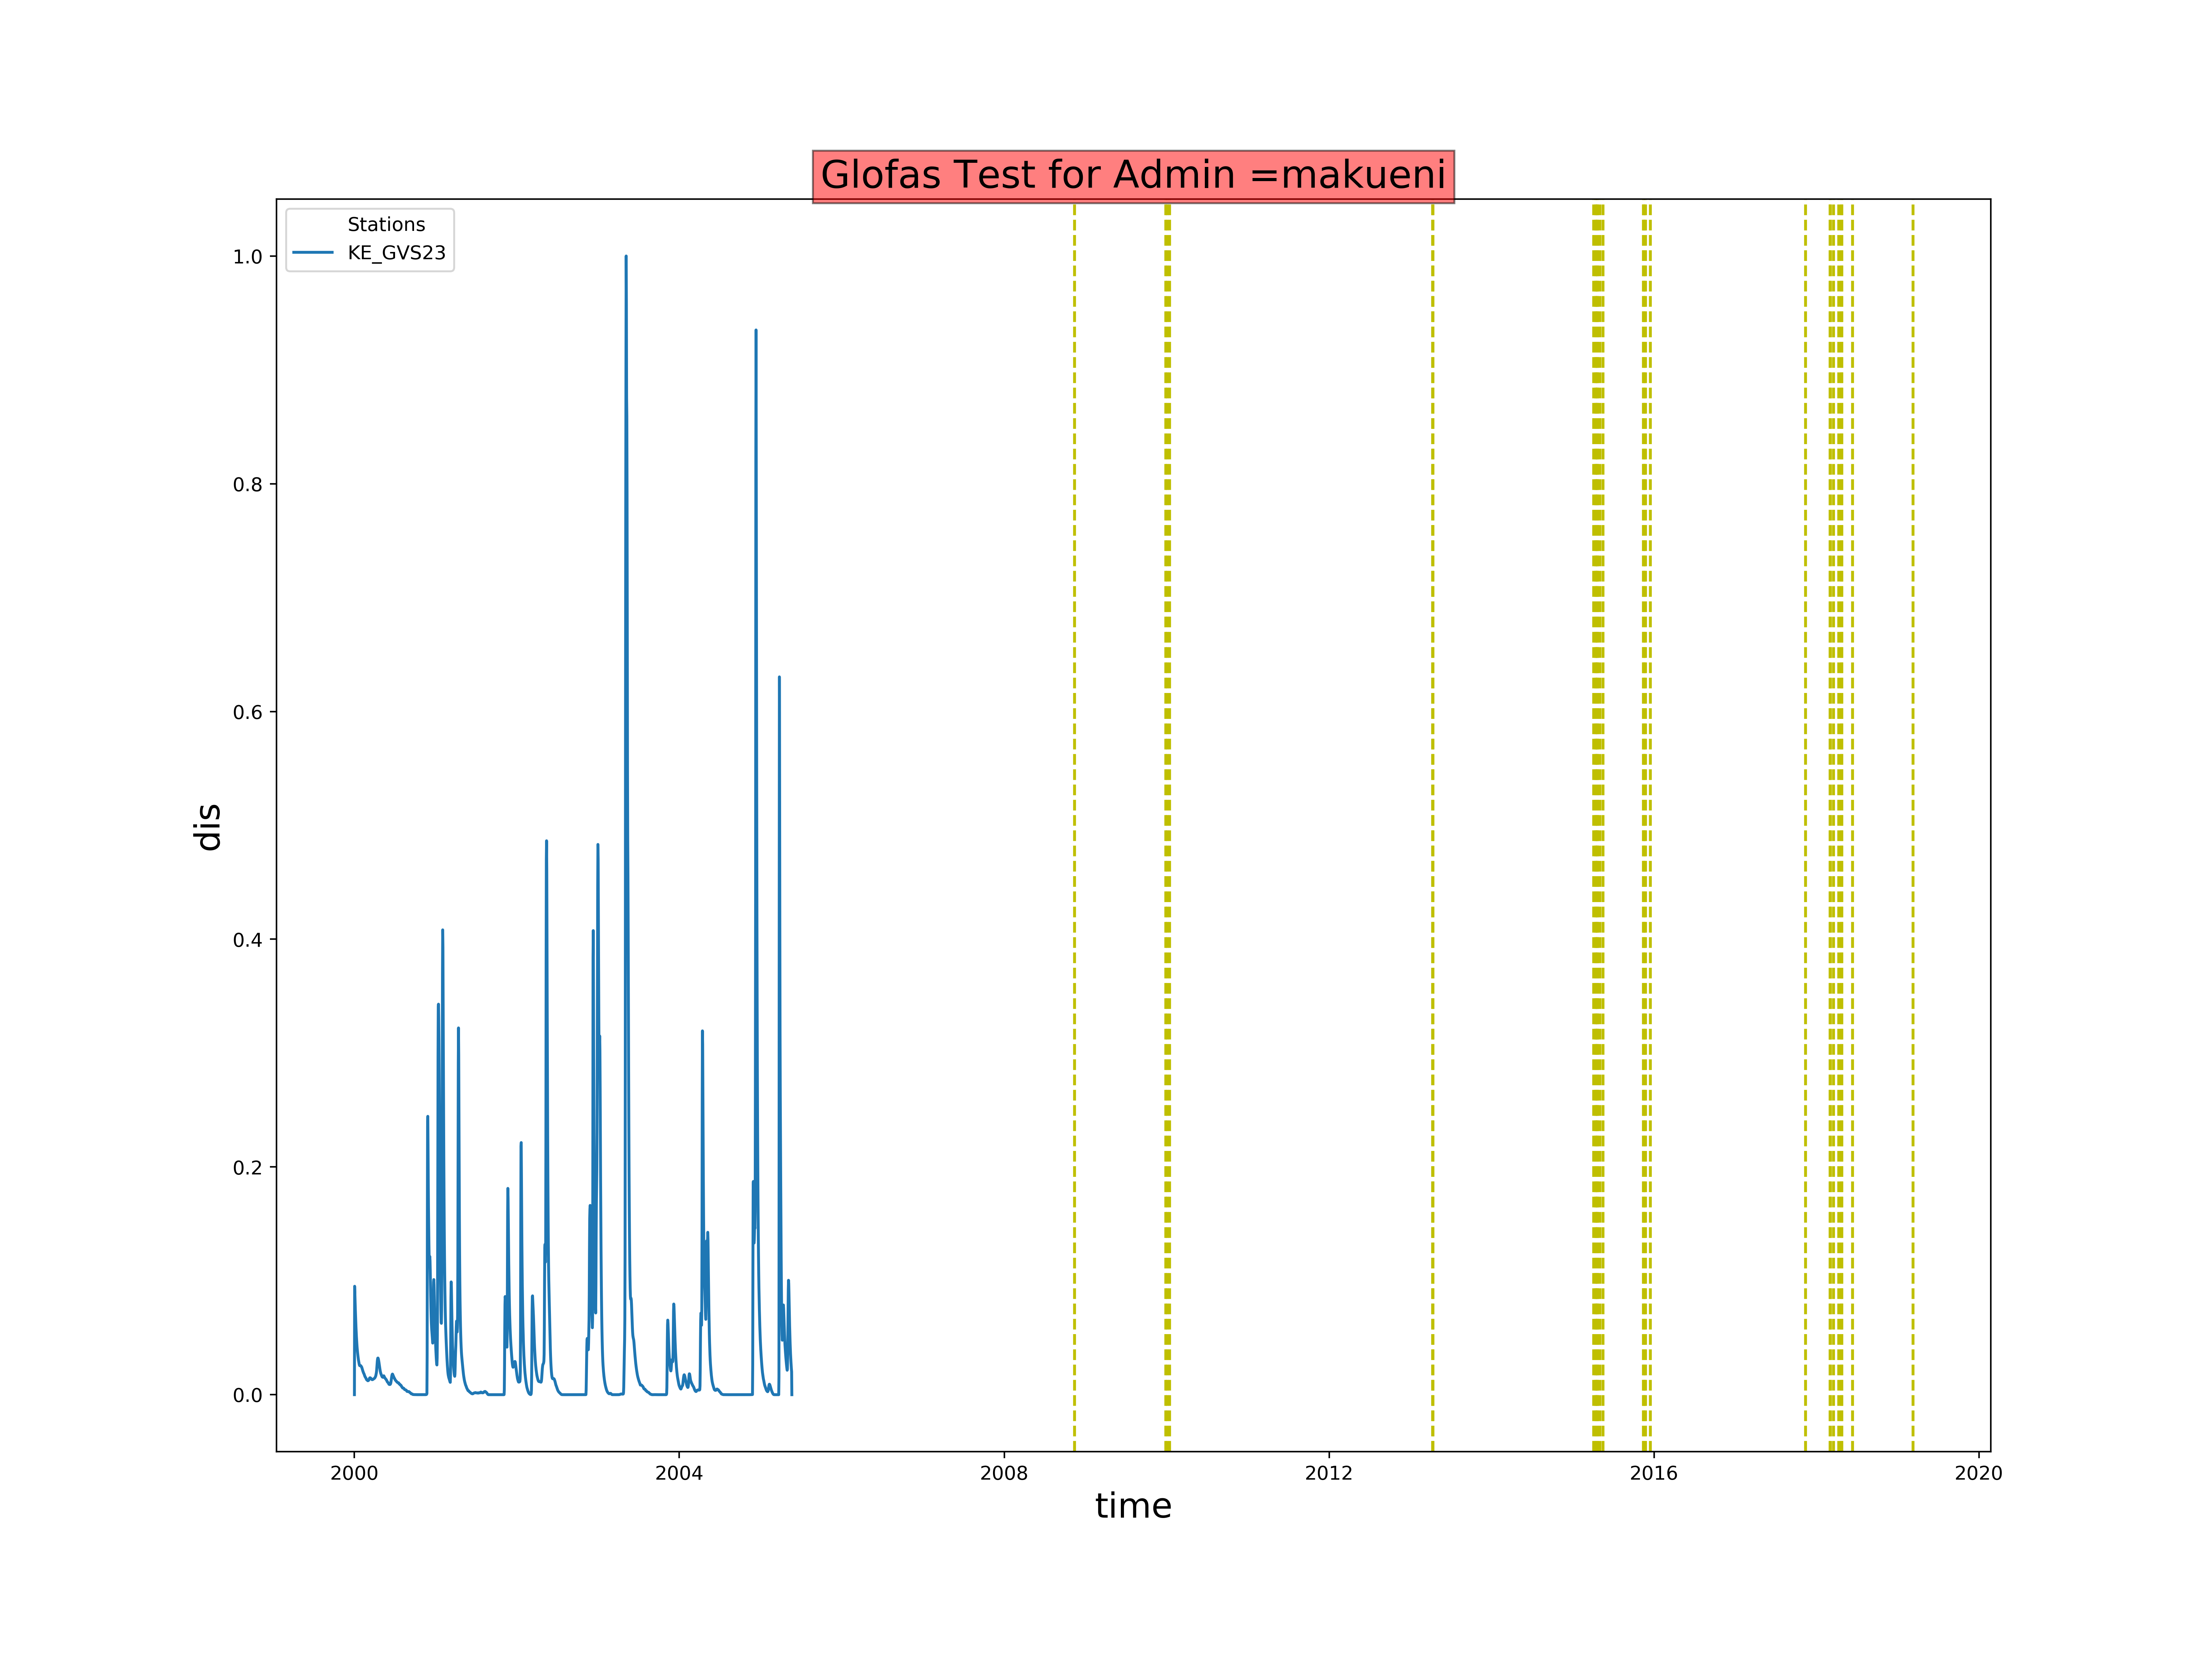 Glofas Test for Admin =makueni
Stations
KE_GVS23
1.0
0.8
0.6
0.4
0.2
0.0
dis
2000 2004 2008 2012 2016 2020
time